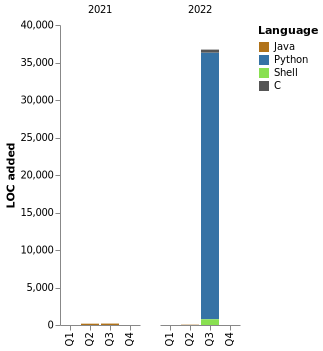 2021
2022
LOC added
40,000
35,000
30,000
25,000
20,000
15,000
10,000
5,000
0
Q1
Q2
Q3
Q4
Q1
Q2
Q3
Q4
Language
Java
Python
Shell
C